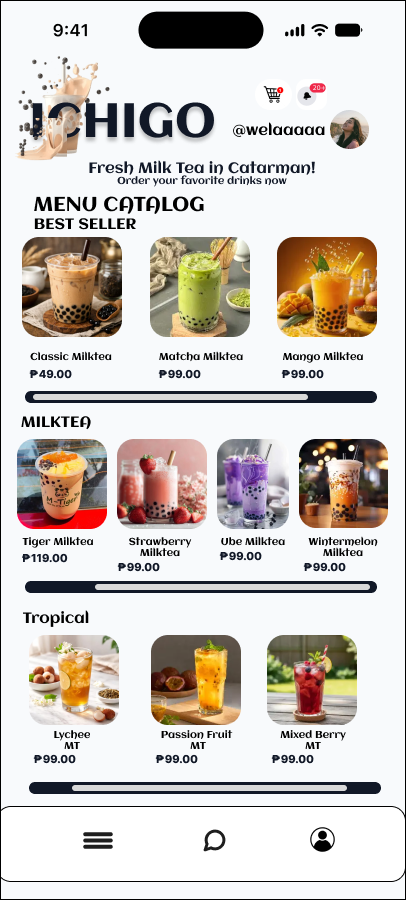 9:41
ICHIGO
20+
@welaaaaa
Fresh Milk Tea in Catarman!
Order your favorite drinks now
MENU CATALOG
BEST SELLER
Classic Milktea
₱49.00
Matcha Milktea
₱99.00
Mango Milktea
₱99.00
MILKTEA
M-Tiger
Tiger Milktea
₱119.00
Strawberry
Milktea
₱99.00
Ube Milktea
₱99.00
Wintermelon
Milktea
₱99.00
Tropical
Lychee
MT
₱99.00
Passion Fruit
MT
₱99.00
Mixed Berry
MT
₱99.00